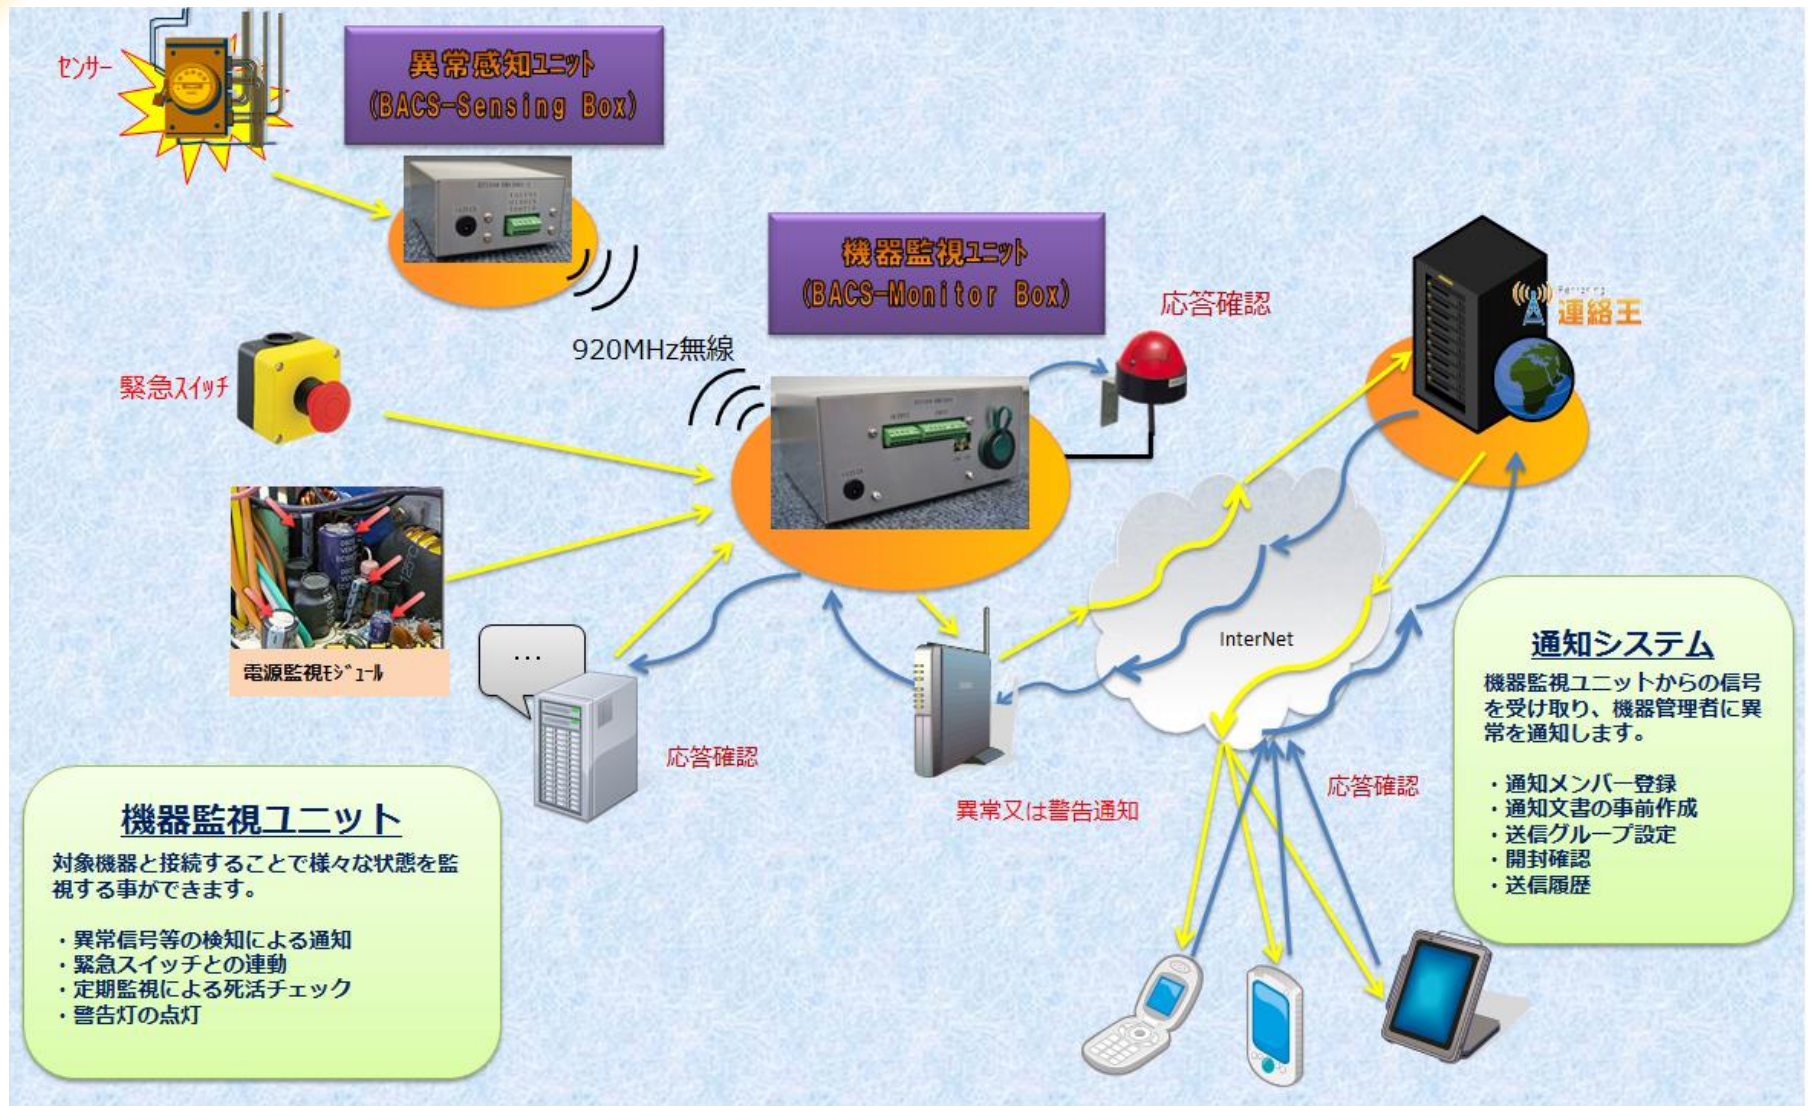 センサー
異常感知ユニット
(BACS-Sensing Box)
機器監視ユニット
(BACS-Monitor Box)
応答確認
連絡王
920MHz無線
緊急スイッチ
InterNet
...
電源監視モジュール
応答確認
異常又は警告通知
応答確認
通知システム
機器監視ユニットからの信号
を受け取り、機器管理者に異
常を通知します。
・通知メンバー登録
・通知文書の事前作成
・送信グループ設定
・開封確認
・送信履歴
機器監視ユニット
対象機器と接続することで様々な状態を監
視する事ができます。
・異常信号等の検知による通知
・緊急スイッチとの連動
・定期監視による死活チェック
・警告灯の点灯